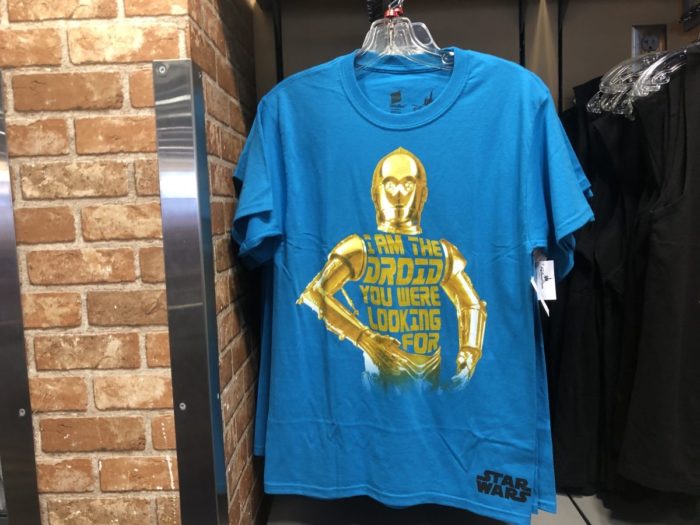 I AM THE
DROID
YOU WERE
LOOKING
FOR
STAR
WARS